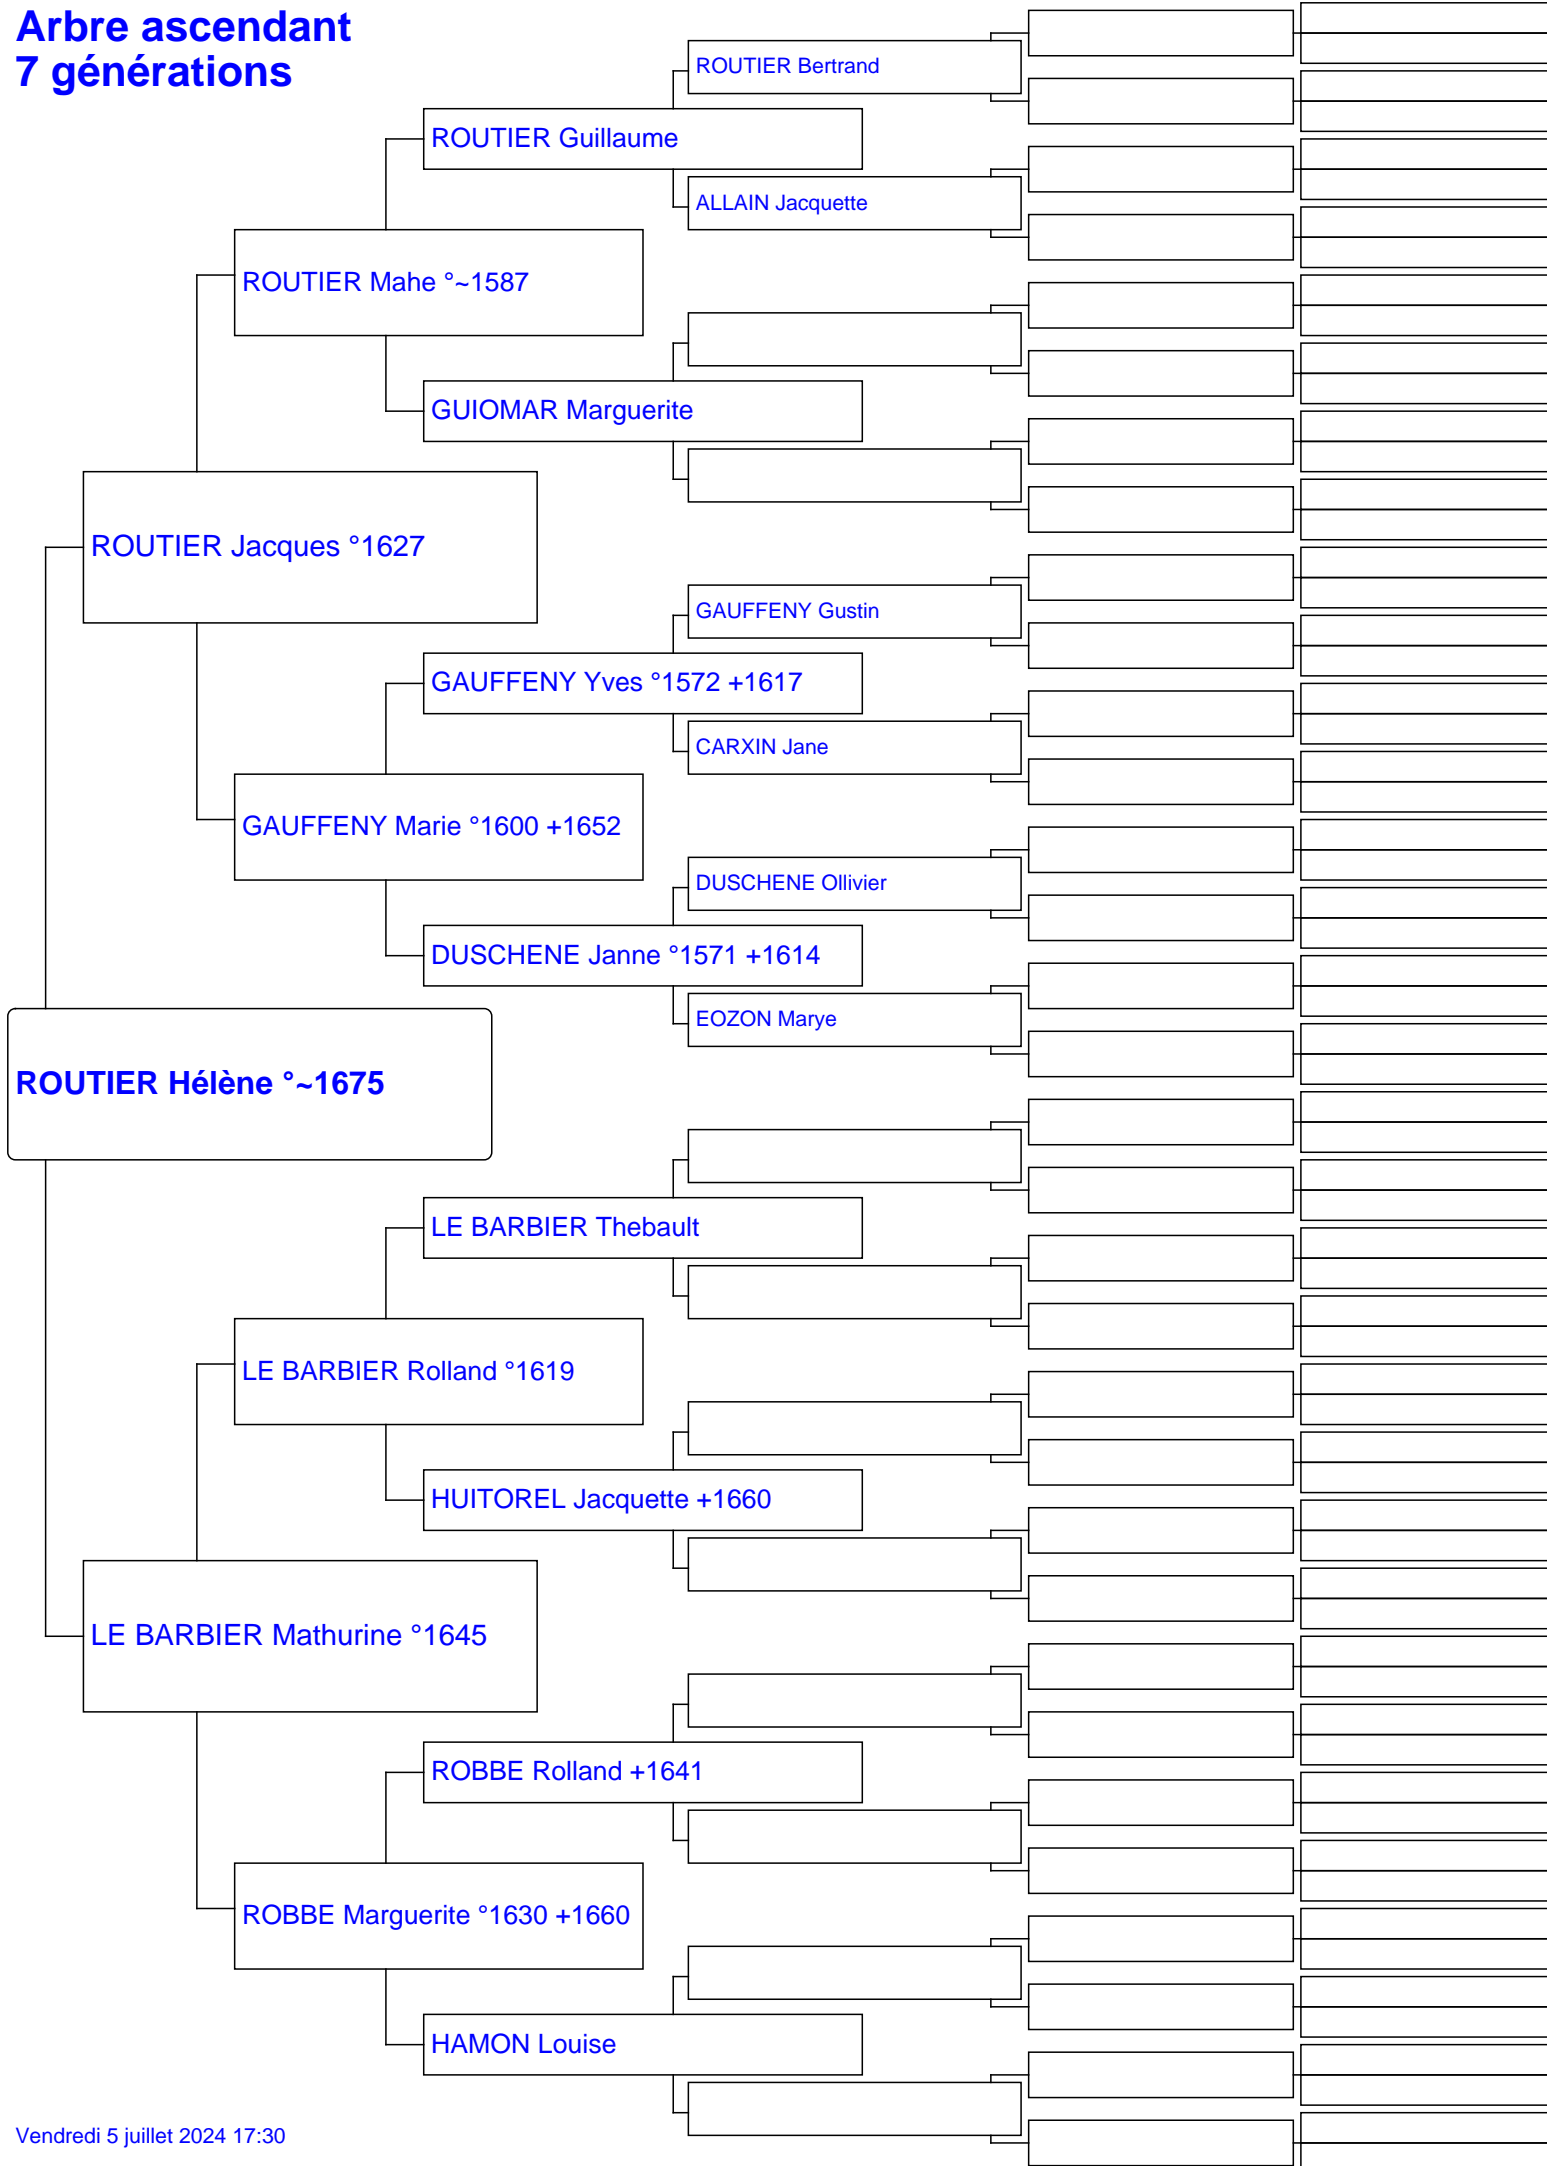 Arbre ascendant
7 générations
ROUTIER Bertrand
ROUTIER Guillaume
ALLAIN Jacquette
ROUTIER Mahe °~1587
GUIOMAR Marguerite
ROUTIER Jacques °1627
GAUFFENY Gustin
GAUFFENY Yves °1572 +1617
CARXIN Jane
GAUFFENY Marie °1600 +1652
DUSCHENE Ollivier
DUSCHENE Janne °1571 +1614
EOZON Marye
ROUTIER Hélène °~1675
LE BARBIER Thebault
LE BARBIER Rolland °1619
HUITOREL Jacquette +1660
LE BARBIER Mathurine °1645
ROBBE Rolland +1641
ROBBE Marguerite °1630 +1660
HAMON Louise
Vendredi 5 juillet 2024 17:30